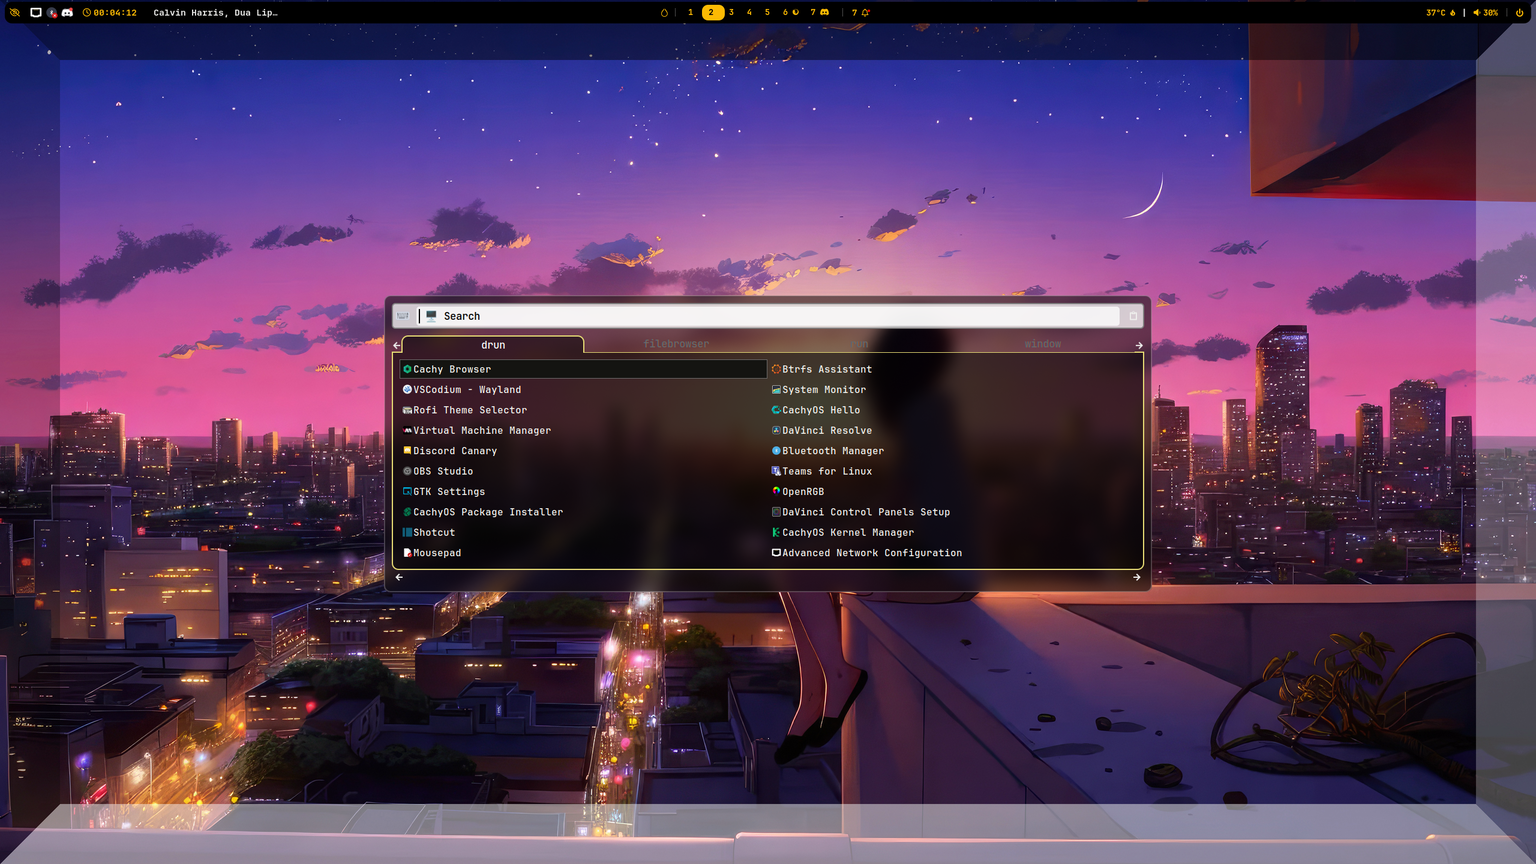 00:04:12 Calvin Harris, Dua Lip…
1 2 3 4 5 6 7 7
37°C 30%
Search
drun filebrowser run window
Cachy Browser
VSCodium - Wayland
Rofi Theme Selector
Virtual Machine Manager
Discord Canary
OBS Studio
GTK Settings
CachyOS Package Installer
Shotcut
Mousepad
Btrfs Assistant
System Monitor
CachyOS Hello
DaVinci Resolve
Bluetooth Manager
Teams for Linux
OpenRGB
DaVinci Control Panels Setup
CachyOS Kernel Manager
Advanced Network Configuration